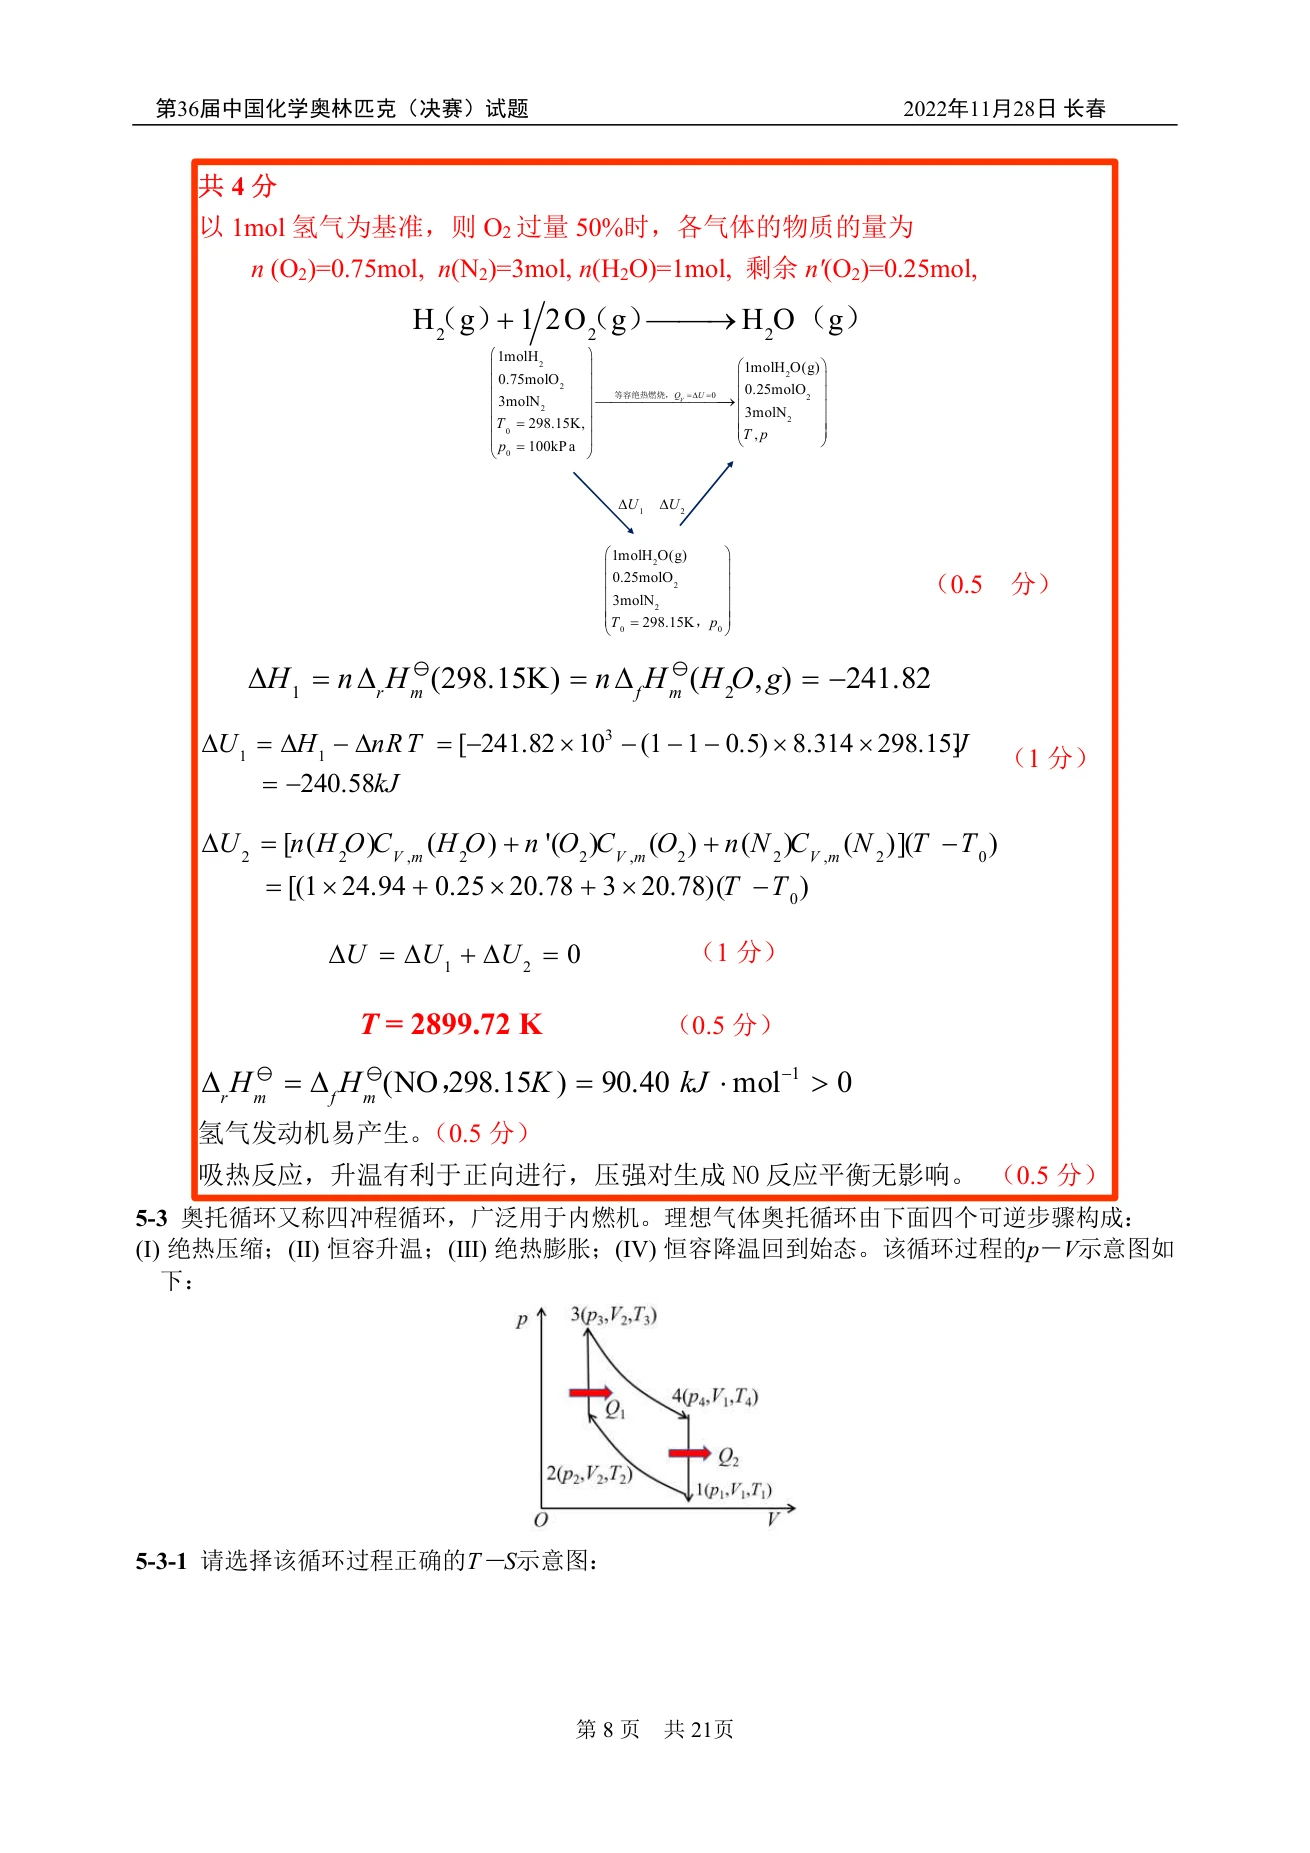 第36届中国化学奥林匹克（决赛）试题 2022年11月28日 长春
共 4 分
以 1mol 氢气为基准，则 O2 过量 50%时，各气体的物质的量为
n (O2)=0.75mol, n(N2)=3mol, n(H2O)=1mol, 剩余 n'(O2)=0.25mol,
H2（g）+ 1/2 O2（g）⟶ H2O （g）
1molH2
0.75molO2
3molN2
T0 = 298.15K,
p0 = 100kPa
等容绝热燃烧，QV =ΔU =0
1molH2O(g)
0.25molO2
3molN2
T ,p
ΔU1 ΔU2
1molH2O(g)
0.25molO2
3molN2
T0 = 298.15K，p0
（0.5 分）
ΔH1 = nΔrHm⊖(298.15K) = nΔfHm⊖(H2O,g) = −241.82
ΔU1 = ΔH1 − ΔnRT = [−241.82×10³ −(1−1−0.5)×8.314×298.15]J （1 分）
= −240.58kJ
ΔU2 = [n(H2O)CV,m(H2O) + n '(O2)CV,m(O2) + n(N2)CV,m(N2)](T −T0)
= [(1×24.94 + 0.25×20.78 + 3×20.78)(T −T0)
ΔU = ΔU1 + ΔU2 = 0 （1 分）
T = 2899.72 K （0.5 分）
ΔrHm⊖ = ΔfHm⊖(NO，298.15K) = 90.40 kJ ·mol⁻¹ > 0
氢气发动机易产生。（0.5 分）
吸热反应，升温有利于正向进行，压强对生成 NO 反应平衡无影响。 （0.5 分）
5-3 奥托循环又称四冲程循环，广泛用于内燃机。理想气体奥托循环由下面四个可逆步骤构成：
(I) 绝热压缩；(II) 恒容升温；(III) 绝热膨胀；(IV) 恒容降温回到始态。该循环过程的p－V示意图如
下：
p
3(p3,V2,T3)
4(p4,V1,T4)
Q1
Q2
2(p2,V2,T2)
1(p1,V1,T1)
O
V
5-3-1 请选择该循环过程正确的T－S示意图：
第 8 页 共 21页